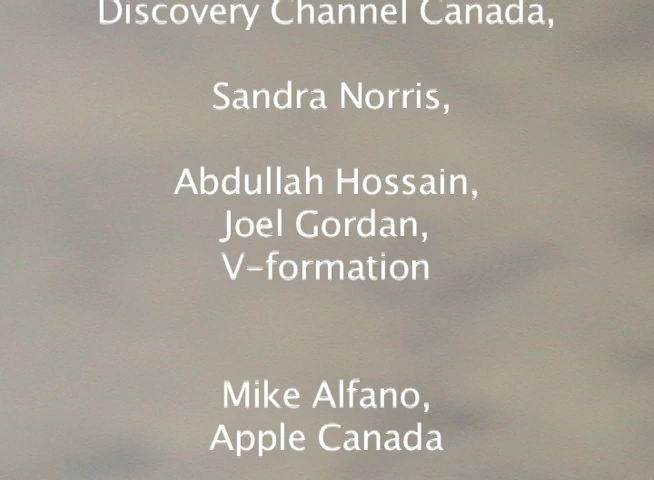 Discovery Channel Canada,
Sandra Norris,
Abdullah Hossain,
Joel Gordan,
V-formation
Mike Alfano,
Apple Canada